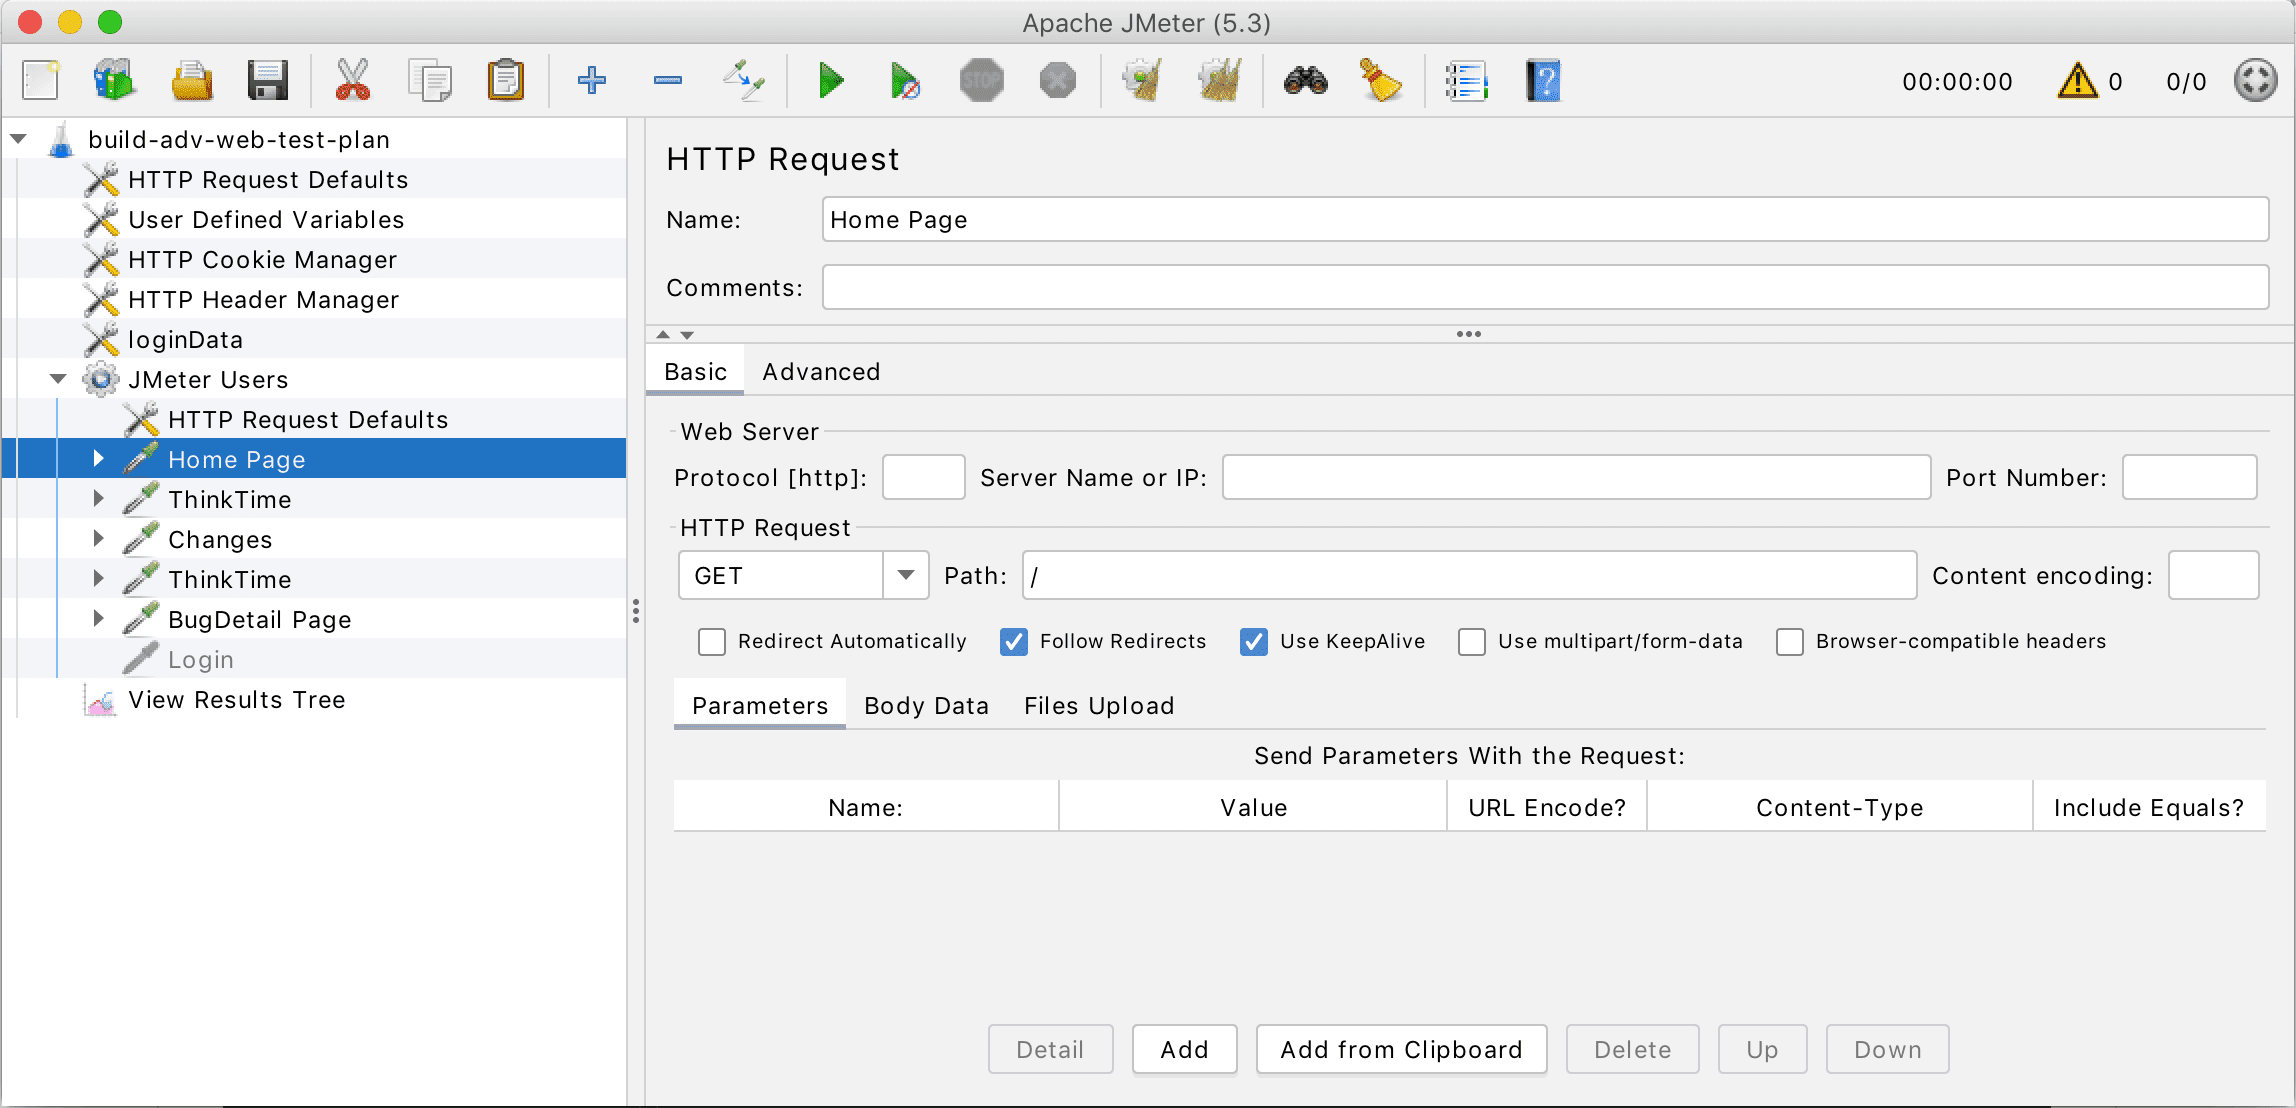 Apache JMeter (5.3)
STOP
?
00:00:00
0
0/0
build-adv-web-test-plan
HTTP Request Defaults
User Defined Variables
HTTP Cookie Manager
HTTP Header Manager
loginData
JMeter Users
HTTP Request Defaults
Home Page
ThinkTime
Changes
ThinkTime
BugDetail Page
Login
View Results Tree
HTTP Request
Name:
Home Page
Comments:
Basic
Advanced
Web Server
Protocol [http]:
Server Name or IP:
Port Number:
HTTP Request
GET
Path:
/
Content encoding:
Redirect Automatically
Follow Redirects
Use KeepAlive
Use multipart/form-data
Browser-compatible headers
Parameters
Body Data
Files Upload
Send Parameters With the Request:
Name:
Value
URL Encode?
Content-Type
Include Equals?
Detail
Add
Add from Clipboard
Delete
Up
Down